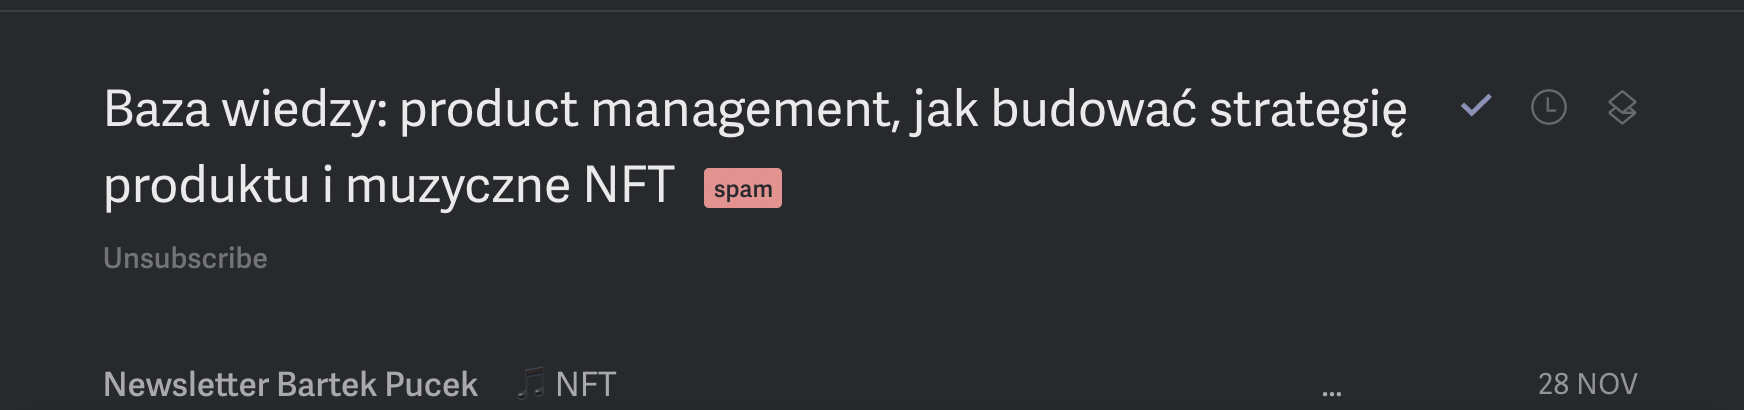 Baza wiedzy: product management, jak budować strategię
produktu i muzyczne NFT spam
Unsubscribe
Newsletter Bartek Pucek 🎵 NFT ... 28 NOV